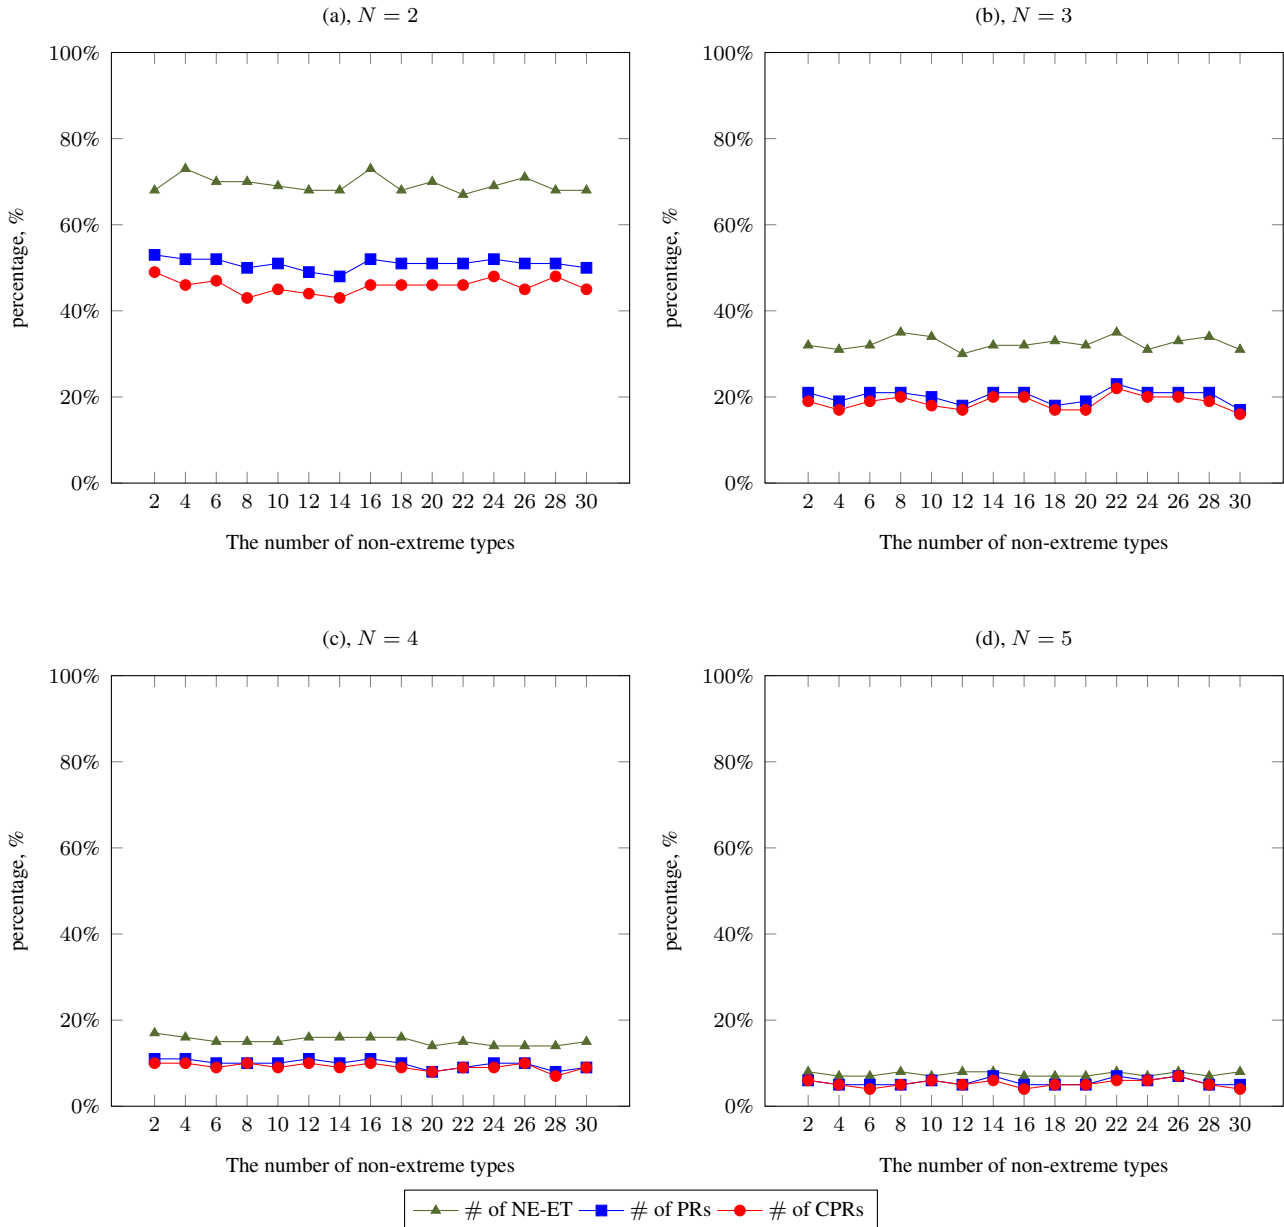 (a), N = 2
100%
80%
60%
40%
20%
0%
percentage, %
2 4 6 8 10 12 14 16 18 20 22 24 26 28 30
The number of non-extreme types
(b), N = 3
100%
80%
60%
40%
20%
0%
percentage, %
2 4 6 8 10 12 14 16 18 20 22 24 26 28 30
The number of non-extreme types
(c), N = 4
100%
80%
60%
40%
20%
0%
percentage, %
2 4 6 8 10 12 14 16 18 20 22 24 26 28 30
The number of non-extreme types
(d), N = 5
100%
80%
60%
40%
20%
0%
percentage, %
2 4 6 8 10 12 14 16 18 20 22 24 26 28 30
The number of non-extreme types
# of NE-ET # of PRs # of CPRs